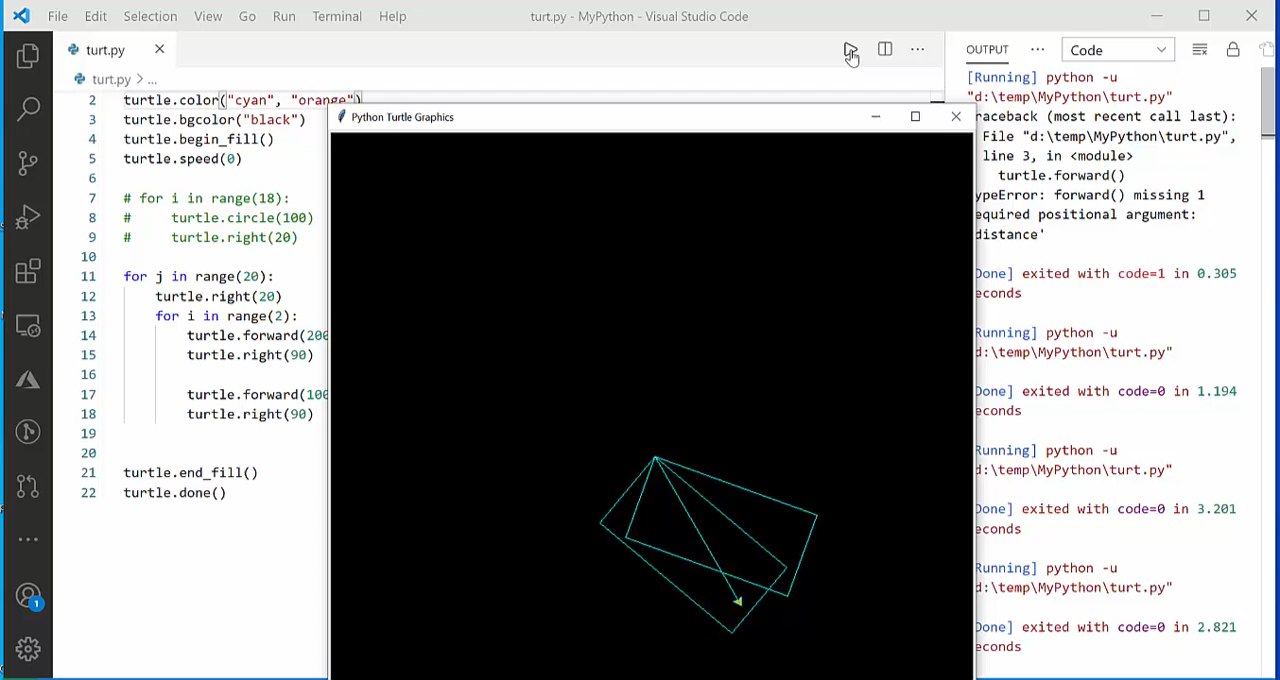 File Edit Selection View Go Run Terminal Help turt.py - MyPython - Visual Studio Code
turt.py
turt.py > ...
2 turtle.color("cyan", "orange")
3 turtle.bgcolor("black")
4 turtle.begin_fill()
5 turtle.speed(0)
6
7 # for i in range(18):
8 #     turtle.circle(100)
9 #     turtle.right(20)
10
11 for j in range(20):
12     turtle.right(20)
13     for i in range(2):
14         turtle.forward(200
15         turtle.right(90)
16
17         turtle.forward(100
18         turtle.right(90)
19
20
21 turtle.end_fill()
22 turtle.done()
1
Python Turtle Graphics
OUTPUT ... Code
[Running] python -u
"d:\temp\MyPython\turt.py"
raceback (most recent call last):
File "d:\temp\MyPython\turt.py",
line 3, in <module>
turtle.forward()
ypeError: forward() missing 1
equired positional argument:
distance'
Done] exited with code=1 in 0.305
econds
Running] python -u
d:\temp\MyPython\turt.py"
Done] exited with code=0 in 1.194
econds
Running] python -u
d:\temp\MyPython\turt.py"
Done] exited with code=0 in 3.201
econds
Running] python -u
d:\temp\MyPython\turt.py"
Done] exited with code=0 in 2.821
econds